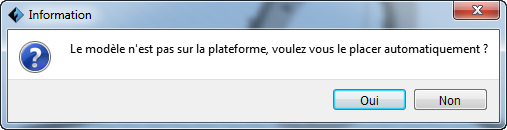 Information
Le modèle n'est pas sur la plateforme, voulez vous le placer automatiquement ?
Oui
Non